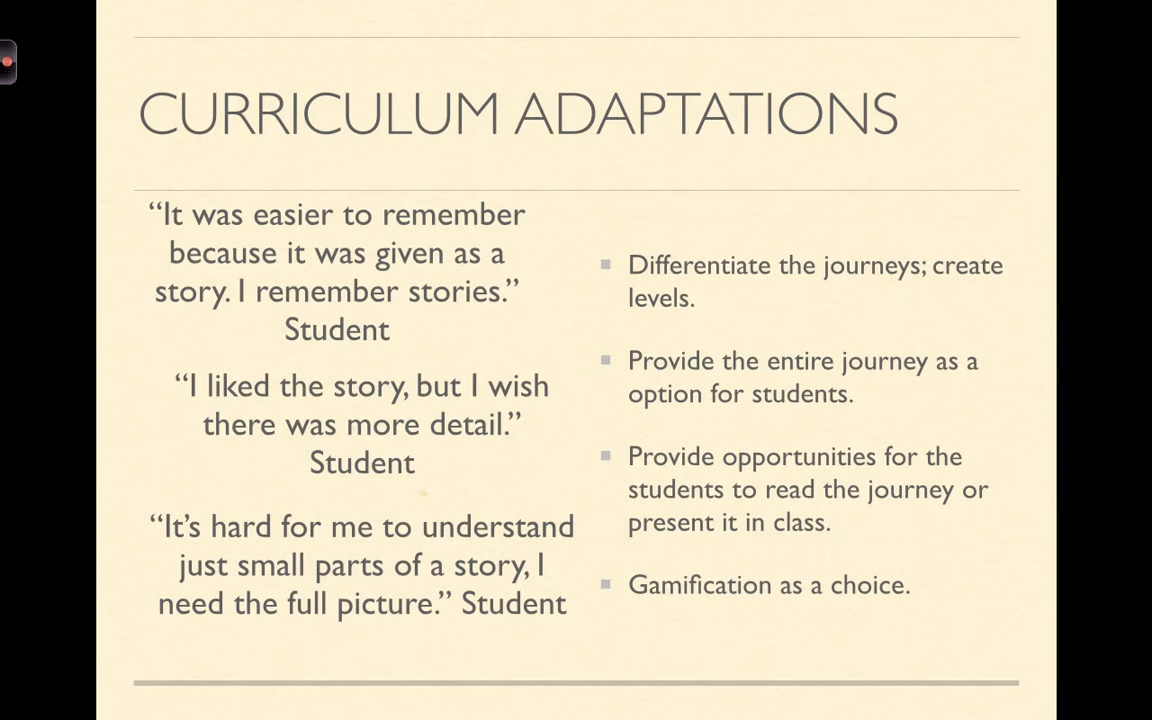 CURRICULUM ADAPTATIONS
“It was easier to remember
because it was given as a
story. I remember stories.”
Student
“I liked the story, but I wish
there was more detail.”
Student
“It’s hard for me to understand
just small parts of a story, I
need the full picture.” Student
Differentiate the journeys; create
levels.
Provide the entire journey as a
option for students.
Provide opportunities for the
students to read the journey or
present it in class.
Gamification as a choice.